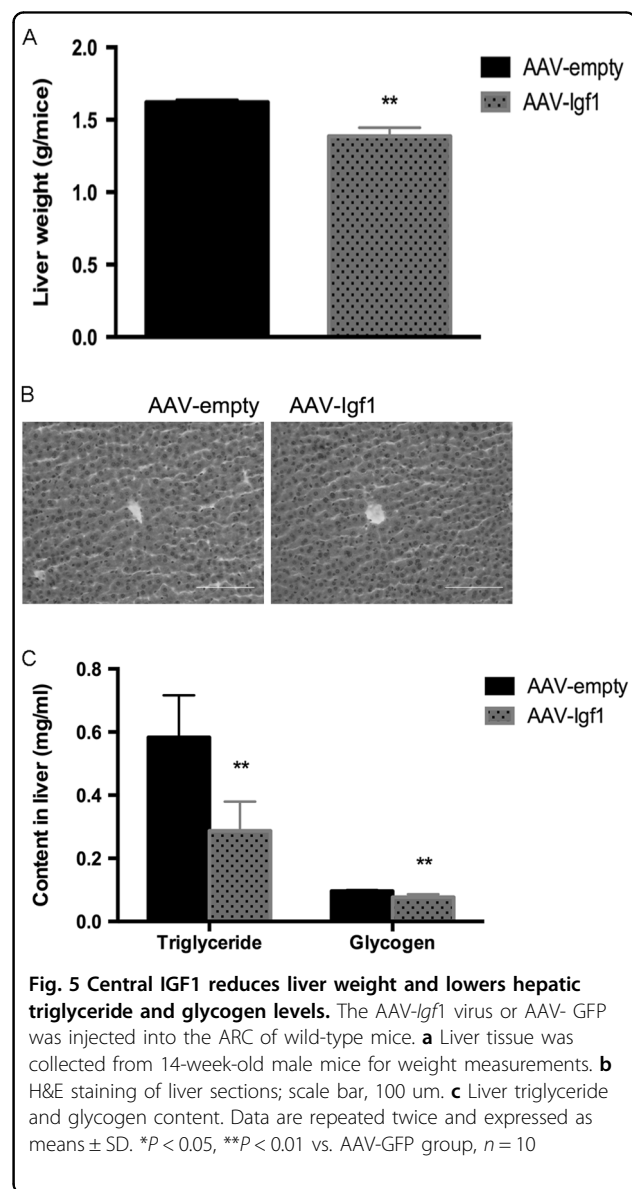 A
2.0
1.5
1.0
0.5
0.0
Liver weight (g/mice)
**
AAV-empty
AAV-Igf1
B
AAV-empty AAV-Igf1
C
0.8
0.6
0.4
0.2
0.0
Content in liver (mg/ml)
**
**
Triglyceride Glycogen
AAV-empty
AAV-Igf1
Fig. 5 Central IGF1 reduces liver weight and lowers hepatic
triglyceride and glycogen levels. The AAV-Igf1 virus or AAV- GFP
was injected into the ARC of wild-type mice. a Liver tissue was
collected from 14-week-old male mice for weight measurements. b
H&E staining of liver sections; scale bar, 100 um. c Liver triglyceride
and glycogen content. Data are repeated twice and expressed as
means ± SD. *P < 0.05, **P < 0.01 vs. AAV-GFP group, n = 10